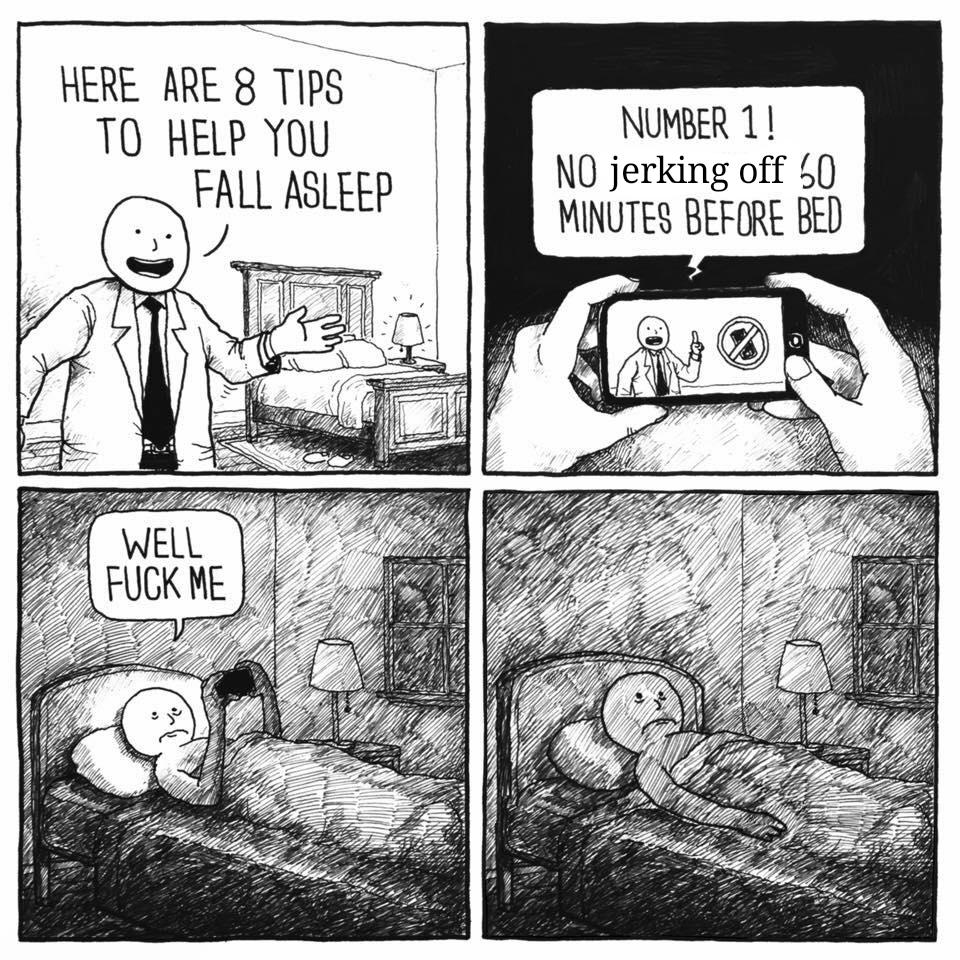 HERE ARE 8 TIPS
TO HELP YOU
FALL ASLEEP
NUMBER 1!
NO jerking off 60
MINUTES BEFORE BED
WELL
FUCK ME